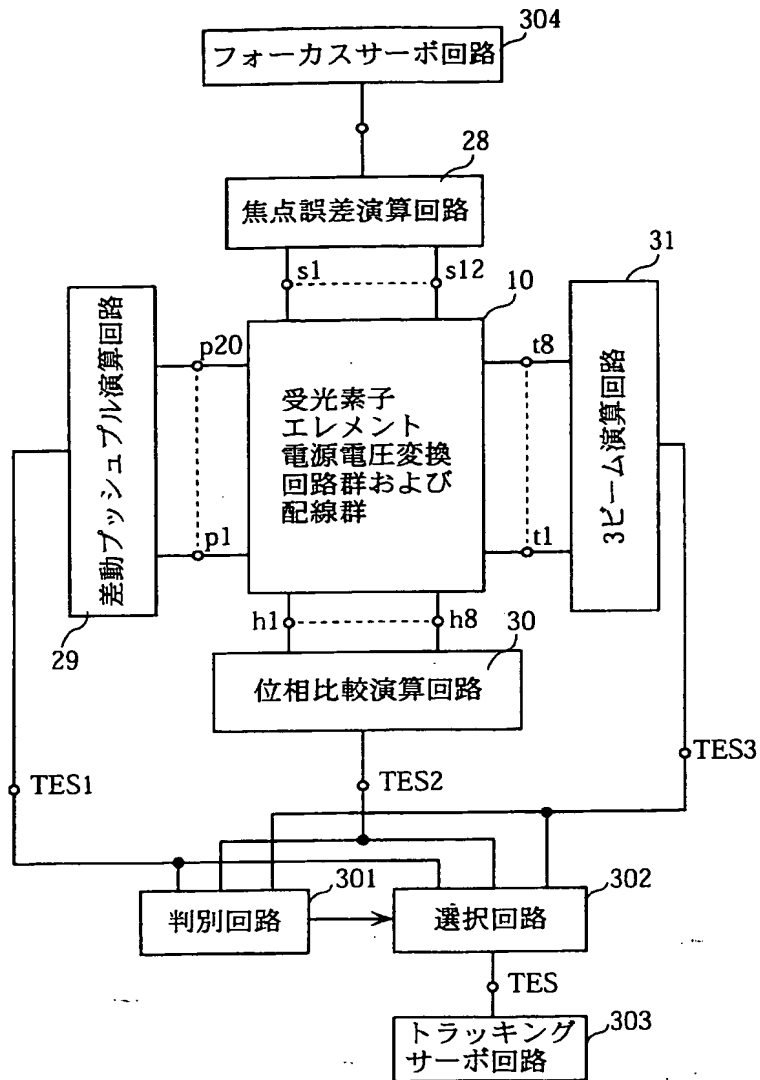 304
フォーカスサーボ回路
28
焦点誤差演算回路
s1
s12
10
31
差動プッシュプル演算回路
29
p20
p1
受光素子
エレメント
電源電圧変換
回路群および
配線群
t8
t1
3ビーム演算回路
h1
h8
30
位相比較演算回路
TES1
TES2
TES3
301
判別回路
302
選択回路
TES
303
トラッキング
サーボ回路